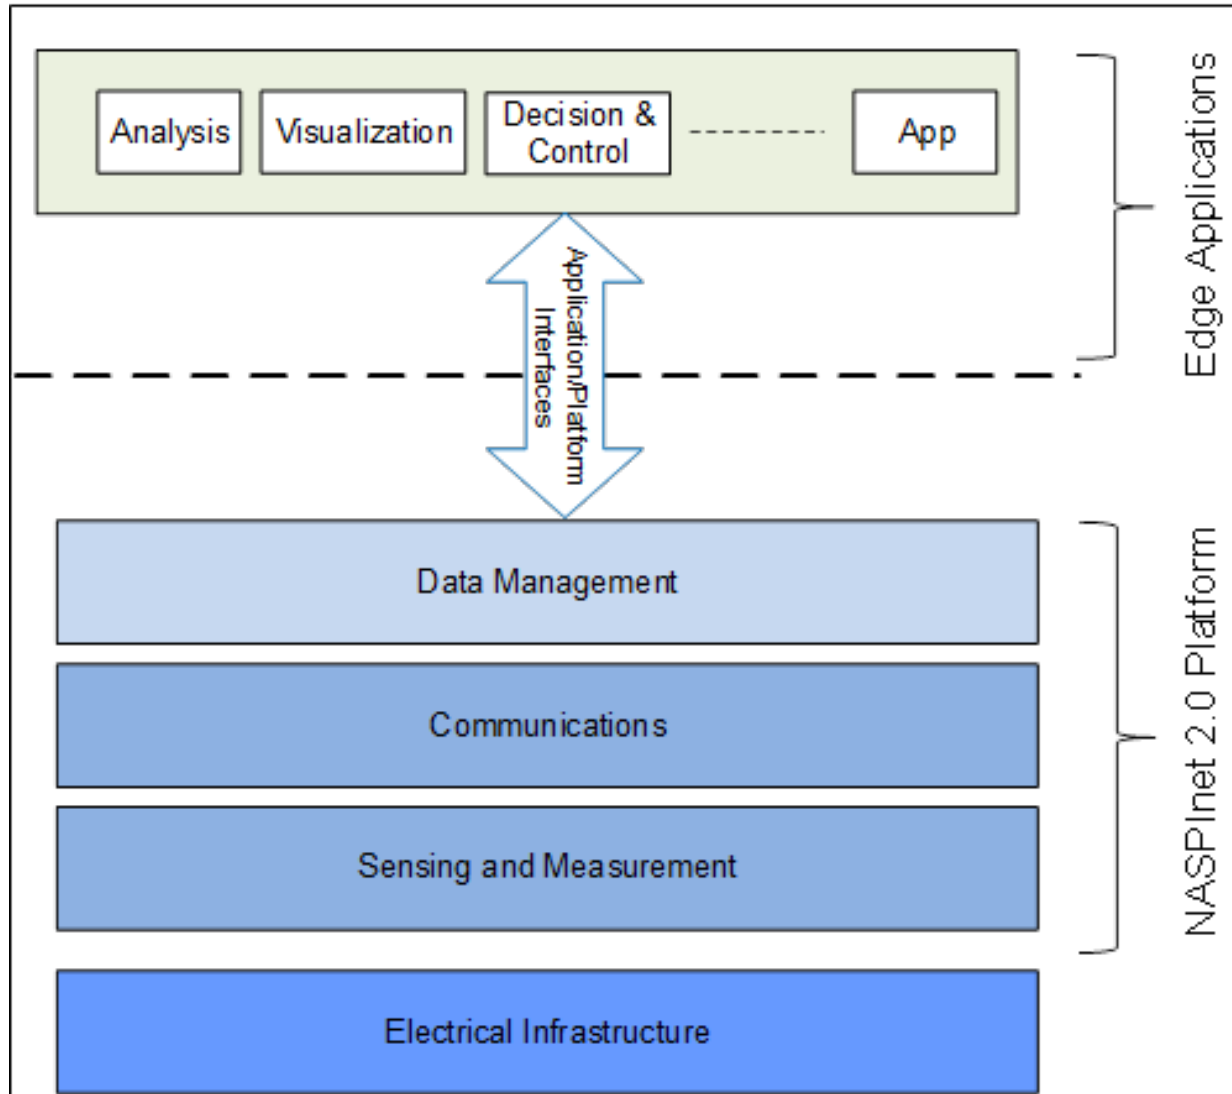 Analysis
Visualization
Decision &
Control
App
Edge Applications
Application/Platform
Interfaces
Data Management
Communications
Sensing and Measurement
NASPInet 2.0 Platform
Electrical Infrastructure